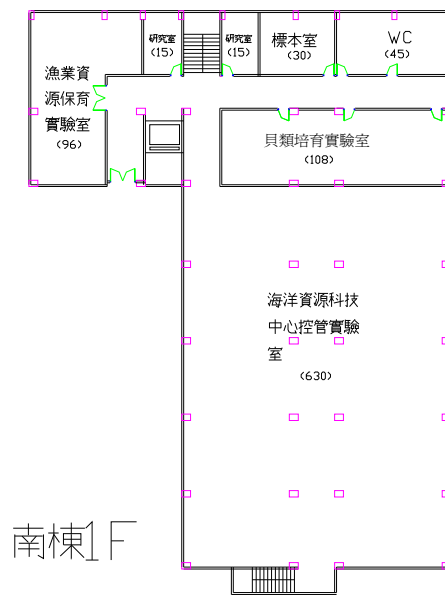 研究室
(15)
研究室
(15)
標本室
(30)
WC
(45)
漁業資
源保育
實驗室
(96)
貝類培育實驗室
(108)
海洋資源科技
中心控管實驗
室
(630)
南棟1F